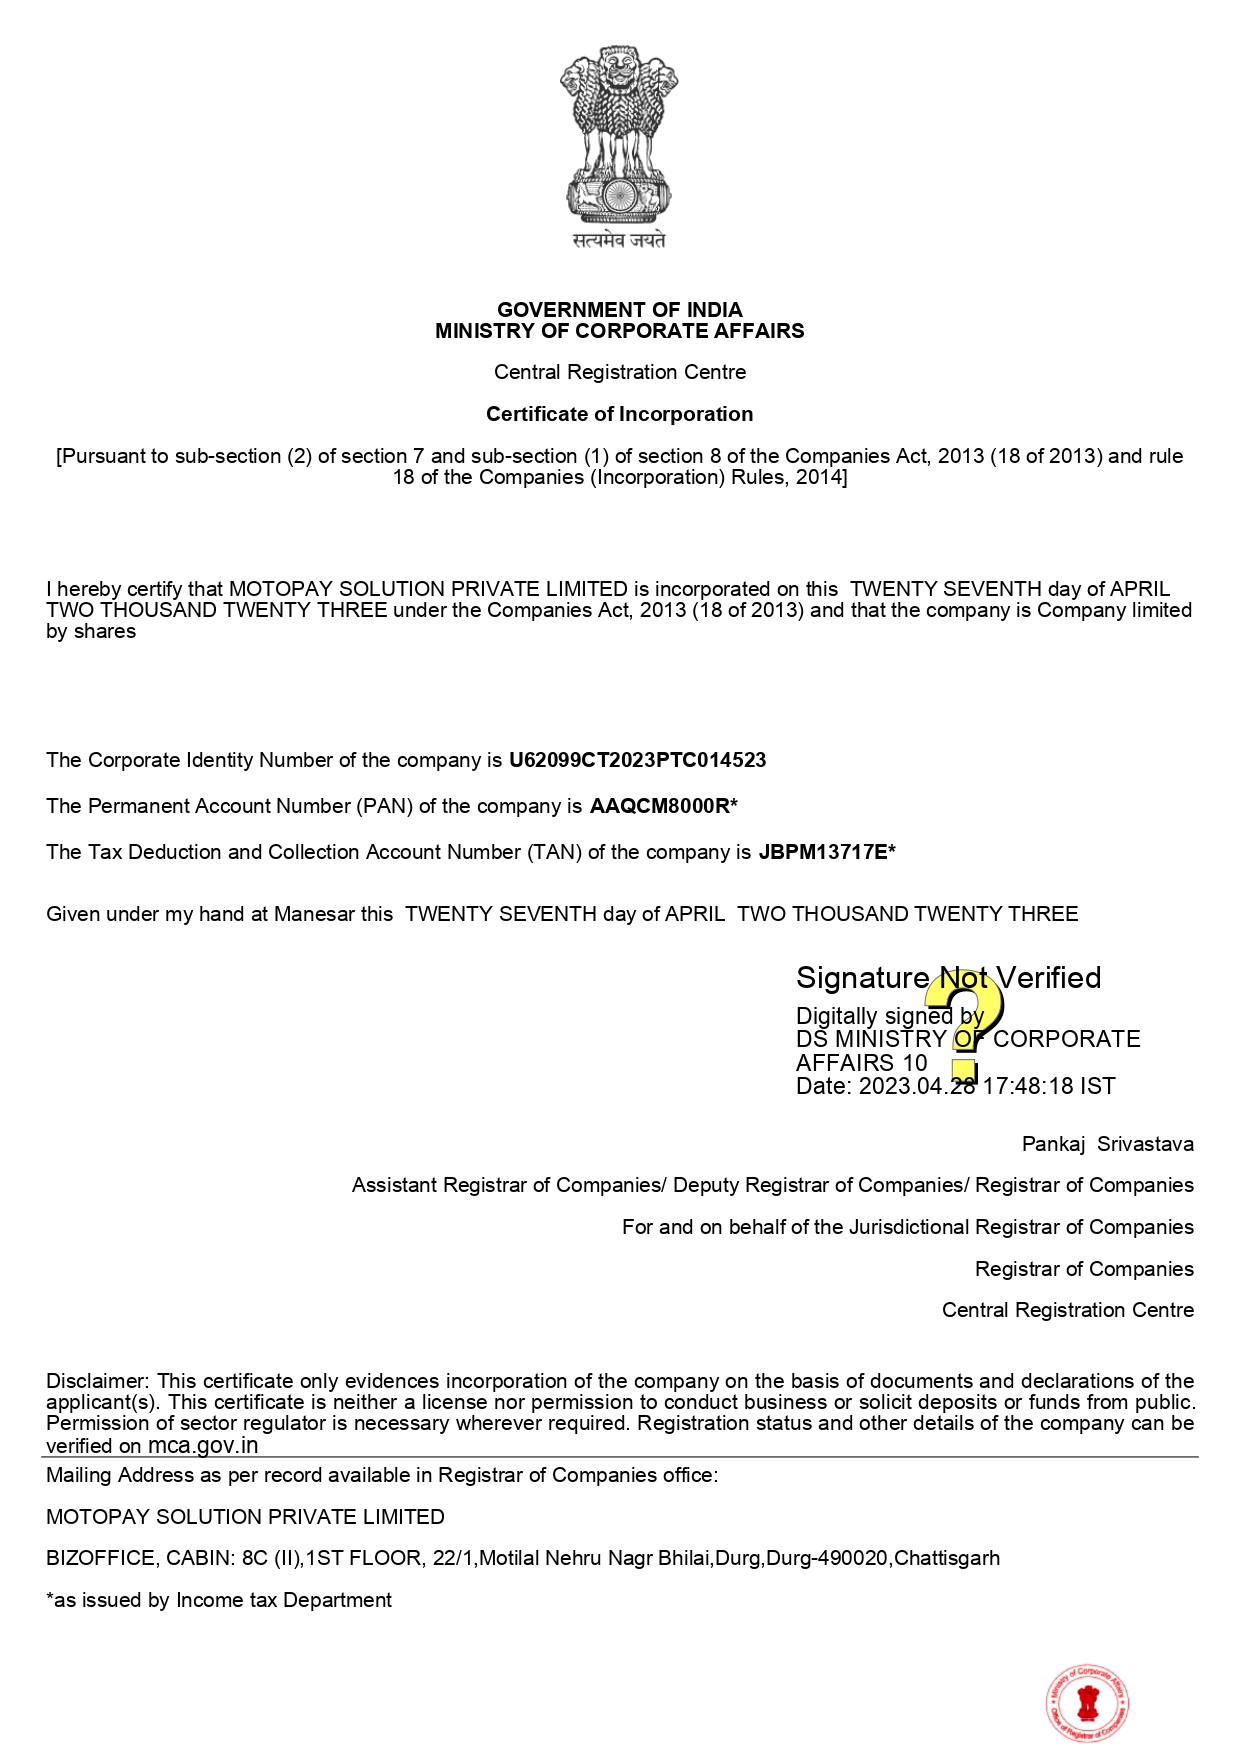 सत्यमेव जयते
GOVERNMENT OF INDIA
MINISTRY OF CORPORATE AFFAIRS
Central Registration Centre
Certificate of Incorporation
[Pursuant to sub-section (2) of section 7 and sub-section (1) of section 8 of the Companies Act, 2013 (18 of 2013) and rule
18 of the Companies (Incorporation) Rules, 2014]
I hereby certify that MOTOPAY SOLUTION PRIVATE LIMITED is incorporated on this  TWENTY SEVENTH day of APRIL
TWO THOUSAND TWENTY THREE under the Companies Act, 2013 (18 of 2013) and that the company is Company limited
by shares
The Corporate Identity Number of the company is U62099CT2023PTC014523
The Permanent Account Number (PAN) of the company is AAQCM8000R*
The Tax Deduction and Collection Account Number (TAN) of the company is JBPM13717E*
Given under my hand at Manesar this  TWENTY SEVENTH day of APRIL  TWO THOUSAND TWENTY THREE
Signature Not Verified
Digitally signed by
DS MINISTRY OF CORPORATE
AFFAIRS 10
Date: 2023.04.28 17:48:18 IST
Pankaj  Srivastava
Assistant Registrar of Companies/ Deputy Registrar of Companies/ Registrar of Companies
For and on behalf of the Jurisdictional Registrar of Companies
Registrar of Companies
Central Registration Centre
Disclaimer: This certificate only evidences incorporation of the company on the basis of documents and declarations of the
applicant(s). This certificate is neither a license nor permission to conduct business or solicit deposits or funds from public.
Permission of sector regulator is necessary wherever required. Registration status and other details of the company can be
verified on mca.gov.in
Mailing Address as per record available in Registrar of Companies office:
MOTOPAY SOLUTION PRIVATE LIMITED
BIZOFFICE, CABIN: 8C (II),1ST FLOOR, 22/1,Motilal Nehru Nagr Bhilai,Durg,Durg-490020,Chattisgarh
*as issued by Income tax Department
Ministry of Corporate Affairs
Office of Registrar of Companies